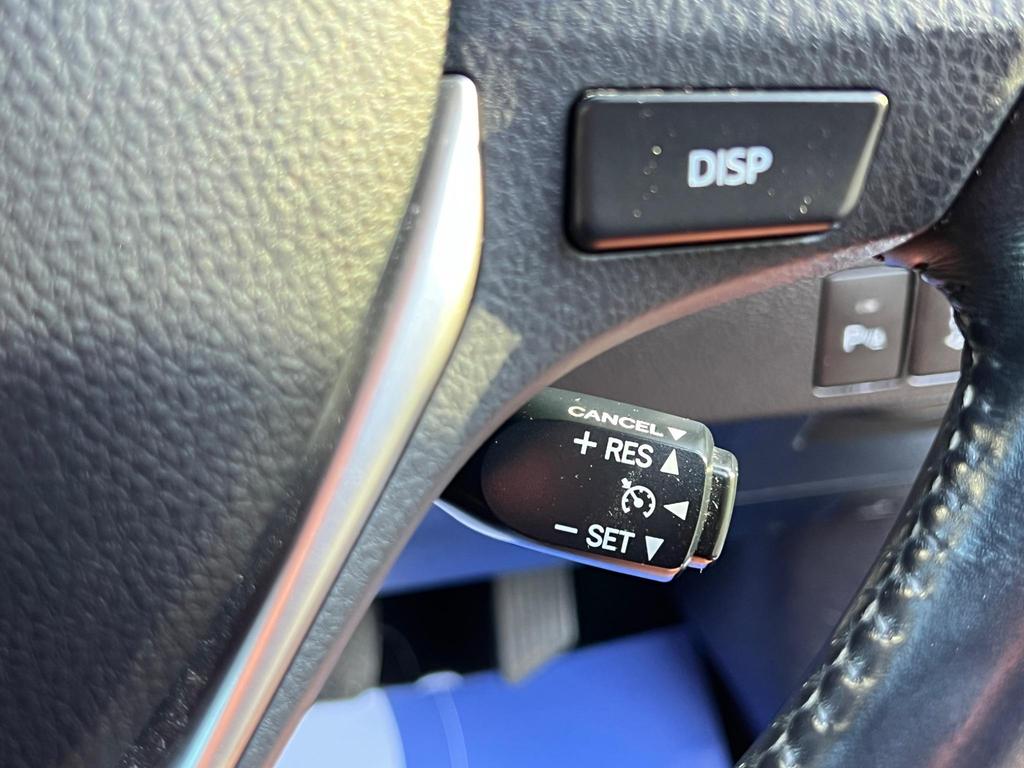 DISP
CANCEL ▼
+ RES ▲
◀
− SET ▼